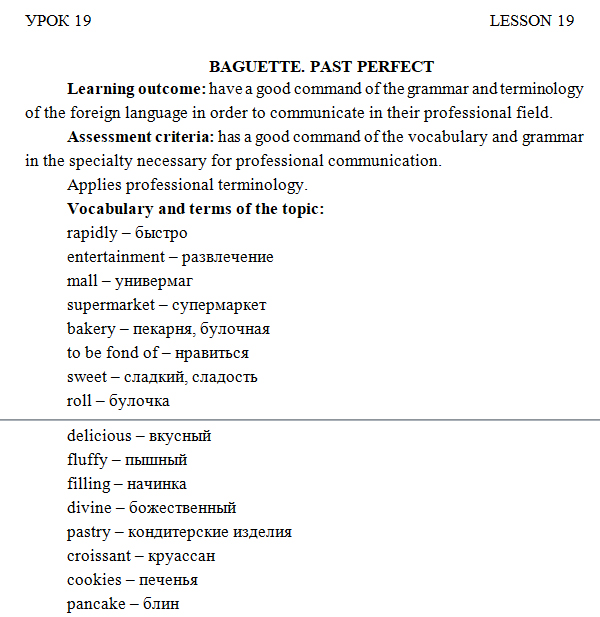 УРОК 19 LESSON 19
BAGUETTE. PAST PERFECT
Learning outcome: have a good command of the grammar and terminology
of the foreign language in order to communicate in their professional field.
Assessment criteria: has a good command of the vocabulary and grammar
in the specialty necessary for professional communication.
Applies professional terminology.
Vocabulary and terms of the topic:
rapidly – быстро
entertainment – развлечение
mall – универмаг
supermarket – супермаркет
bakery – пекарня, булочная
to be fond of – нравиться
sweet – сладкий, сладость
roll – булочка
delicious – вкусный
fluffy – пышный
filling – начинка
divine – божественный
pastry – кондитерские изделия
croissant – круассан
cookies – печенья
pancake – блин